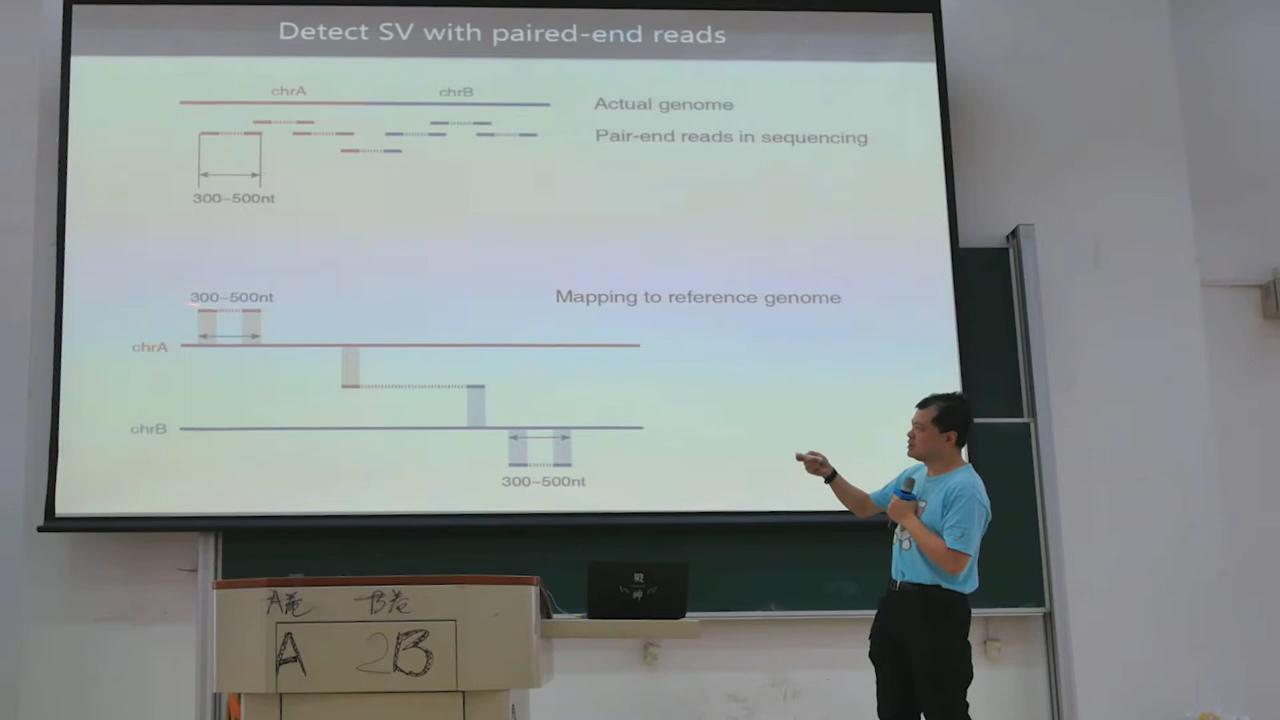 Detect SV with paired-end reads
chrA chrB
Actual genome
Pair-end reads in sequencing
300~500nt
300~500nt
Mapping to reference genome
chrA
chrB
300~500nt
A卷 B卷
A 2B